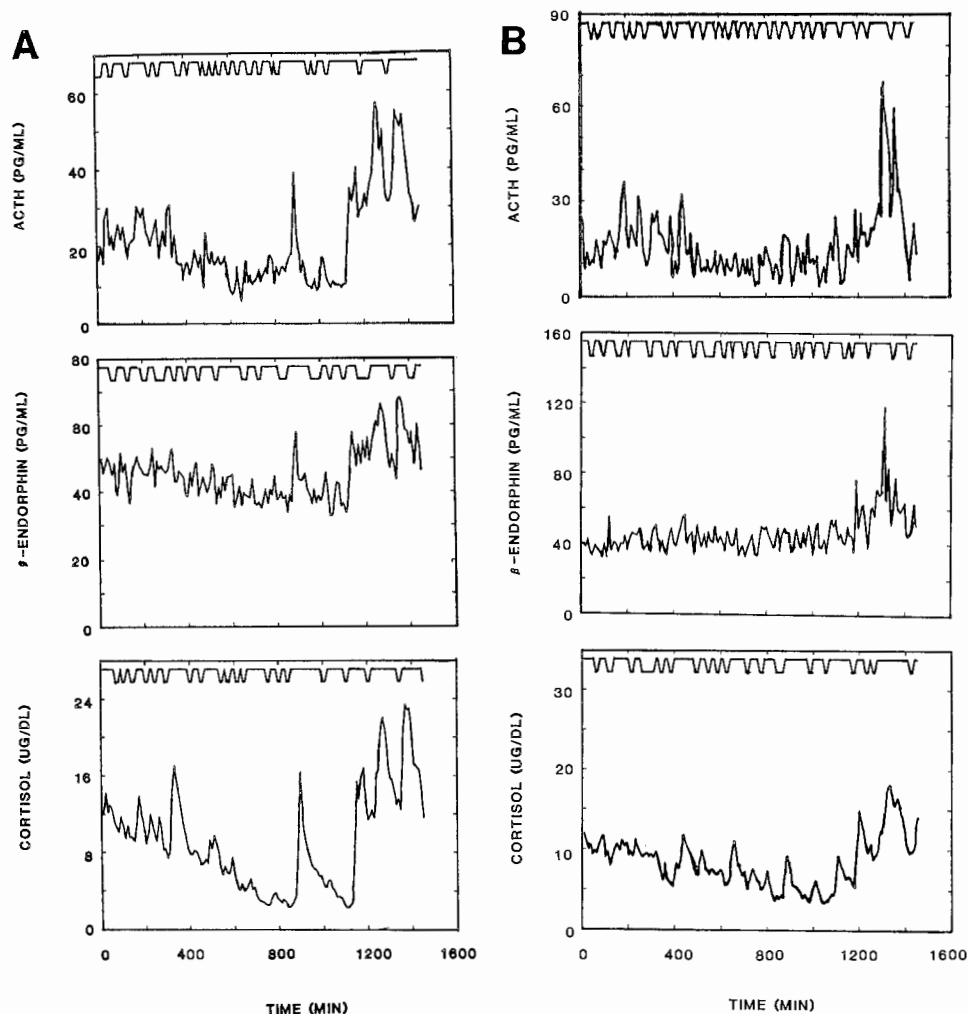 A
ACTH (PG/ML)
60
40
20
0
β-ENDORPHIN (PG/ML)
80
80
40
20
0
CORTISOL (UG/DL)
24
16
8
0
0 400 800 1200 1600
TIME (MIN)
B
ACTH (PG/ML)
90
60
30
0
β-ENDORPHIN (PG/ML)
160
120
80
40
0
CORTISOL (UG/DL)
30
20
10
0
0 400 800 1200 1600
TIME (MIN)